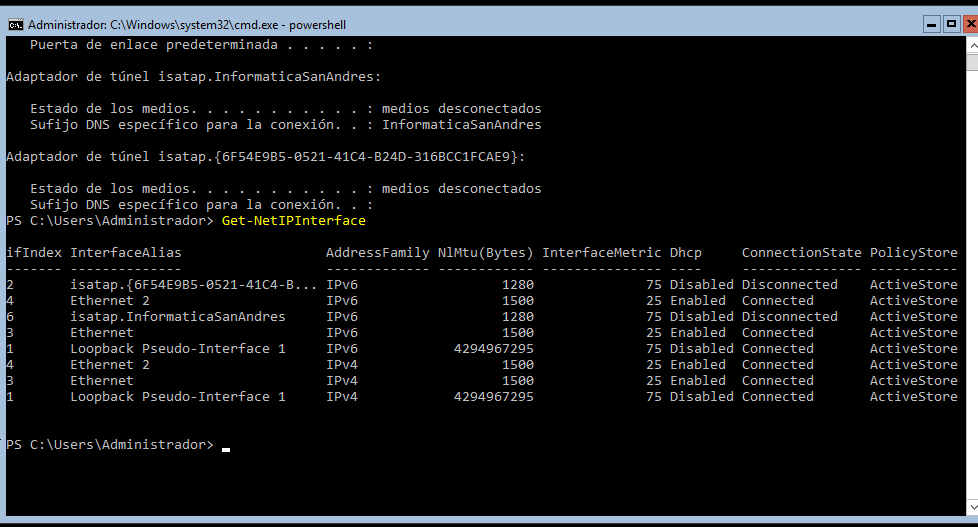 Administrador: C:\Windows\system32\cmd.exe - powershell
Puerta de enlace predeterminada . . . . . :
Adaptador de túnel isatap.InformaticaSanAndres:
Estado de los medios. . . . . . . . . . . : medios desconectados
Sufijo DNS específico para la conexión. . : InformaticaSanAndres
Adaptador de túnel isatap.{6F54E9B5-0521-41C4-B24D-316BCC1FCAE9}:
Estado de los medios. . . . . . . . . . . : medios desconectados
Sufijo DNS específico para la conexión. . :
PS C:\Users\Administrador> Get-NetIPInterface
ifIndex InterfaceAlias                  AddressFamily NlMtu(Bytes) InterfaceMetric Dhcp     ConnectionState PolicyStore
------- --------------                  ------------- ------------ --------------- ----     --------------- -----------
2       isatap.{6F54E9B5-0521-41C4-B... IPv6                  1280              75 Disabled Disconnected    ActiveStore
4       Ethernet 2                      IPv6                  1500              25 Enabled  Connected       ActiveStore
6       isatap.InformaticaSanAndres     IPv6                  1280              75 Disabled Disconnected    ActiveStore
3       Ethernet                        IPv6                  1500              25 Enabled  Connected       ActiveStore
1       Loopback Pseudo-Interface 1     IPv6            4294967295              75 Disabled Connected       ActiveStore
4       Ethernet 2                      IPv4                  1500              25 Enabled  Connected       ActiveStore
3       Ethernet                        IPv4                  1500              25 Enabled  Connected       ActiveStore
1       Loopback Pseudo-Interface 1     IPv4            4294967295              75 Disabled Connected       ActiveStore
PS C:\Users\Administrador>